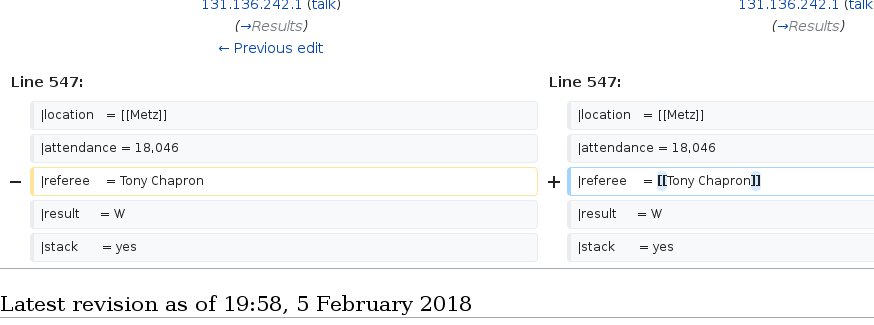 131.136.242.1 (talk)
(→Results)
← Previous edit
131.136.242.1 (talk
(→Results)
Line 547:
Line 547:
|location = [[Metz]]
|location = [[Metz]]
|attendance = 18,046
|attendance = 18,046
− |referee = Tony Chapron
+ |referee = [[Tony Chapron]]
|result = W
|result = W
|stack = yes
|stack = yes
Latest revision as of 19:58, 5 February 2018